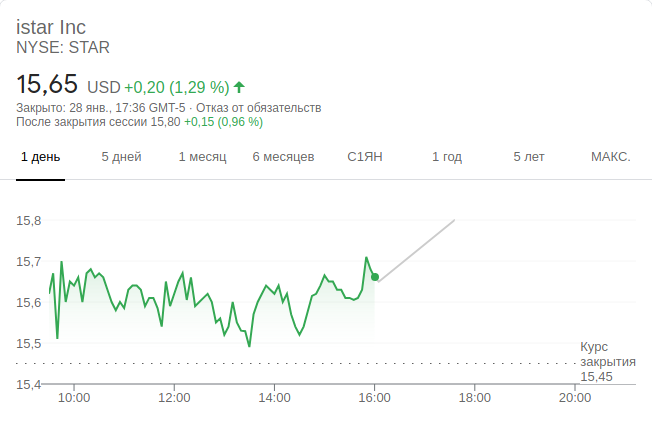 istar Inc
NYSE: STAR
15,65 USD +0,20 (1,29 %)
Закрыто: 28 янв., 17:36 GMT-5 · Отказ от обязательств
После закрытия сессии 15,80 +0,15 (0,96 %)
1 день 5 дней 1 месяц 6 месяцев С1ЯН 1 год 5 лет МАКС.
15,8
15,7
15,6
15,5
Курс
закрытия
15,45
15,4
10:00 12:00 14:00 16:00 18:00 20:00